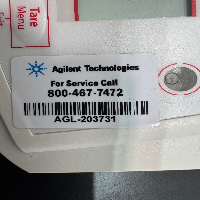 Tare
Menu
Agilent Technologies
For Service Call
800-467-7472
AGL-203731